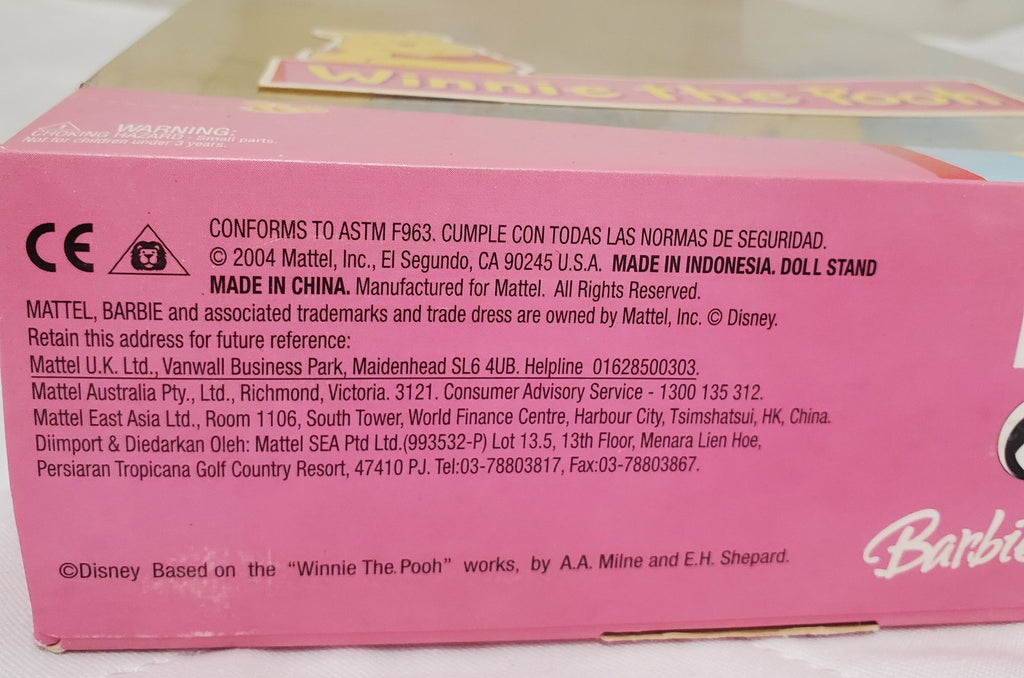 Winnie the Pooh
WARNING:
CHOKING HAZARD - Small parts.
Not for children under 3 years.
CE
CONFORMS TO ASTM F963. CUMPLE CON TODAS LAS NORMAS DE SEGURIDAD.
© 2004 Mattel, Inc., El Segundo, CA 90245 U.S.A. MADE IN INDONESIA. DOLL STAND
MADE IN CHINA. Manufactured for Mattel. All Rights Reserved.
MATTEL, BARBIE and associated trademarks and trade dress are owned by Mattel, Inc. © Disney.
Retain this address for future reference:
Mattel U.K. Ltd., Vanwall Business Park, Maidenhead SL6 4UB. Helpline 01628500303.
Mattel Australia Pty., Ltd., Richmond, Victoria. 3121. Consumer Advisory Service - 1300 135 312.
Mattel East Asia Ltd., Room 1106, South Tower, World Finance Centre, Harbour City, Tsimshatsui, HK, China.
Diimport & Diedarkan Oleh: Mattel SEA Ptd Ltd.(993532-P) Lot 13.5, 13th Floor, Menara Lien Hoe,
Persiaran Tropicana Golf Country Resort, 47410 PJ. Tel:03-78803817, Fax:03-78803867.
©Disney Based on the "Winnie The Pooh" works, by A.A. Milne and E.H. Shepard.
Barbie